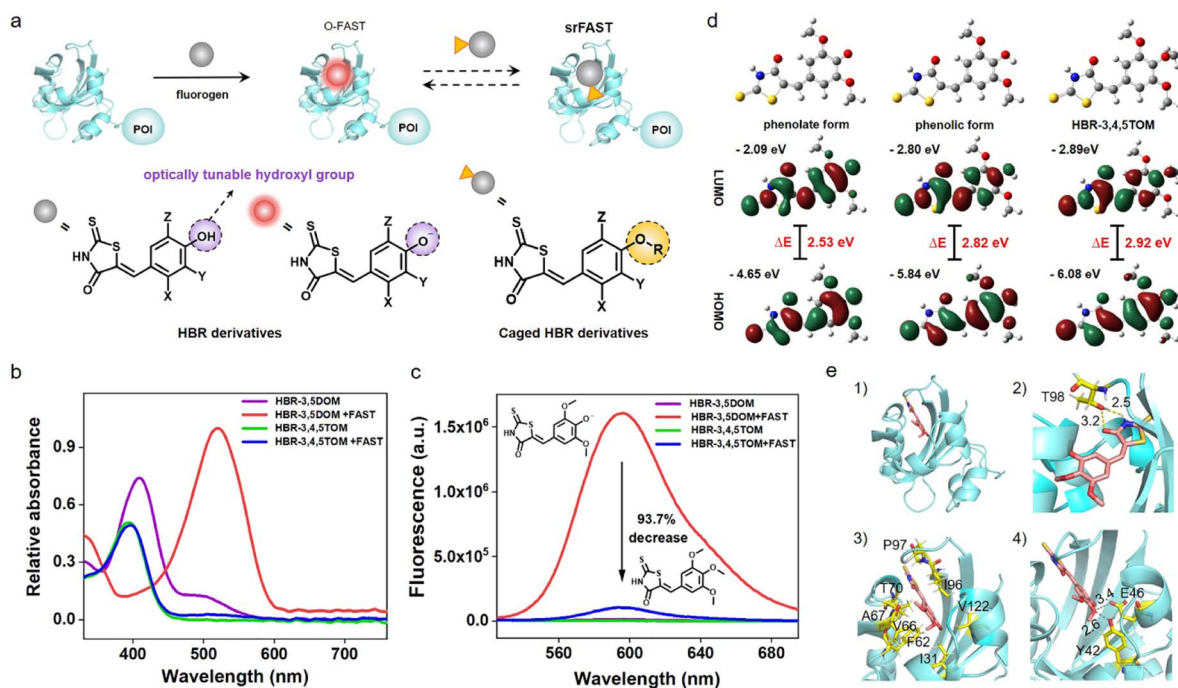 a
O-FAST
srFAST
fluorogen
POI
POI
POI
optically tunable hydroxyl group
=
=
=
S
Z
S
OH
HN
Y
O
X
S
Z
S
O⁻
HN
Y
O
X
S
Z
O
R
S
HN
Y
O
X
HBR derivatives
Caged HBR derivatives
b
HBR-3,5DOM
HBR-3,5DOM +FAST
HBR-3,4,5TOM
HBR-3,4,5TOM +FAST
Relative absorbance
0.9
0.6
0.3
0.0
400 500 600 700
Wavelength (nm)
c
HBR-3,5DOM
HBR-3,5DOM+FAST
HBR-3,4,5TOM
HBR-3,4,5TOM+FAST
Fluorescence (a.u.)
1.5x10⁶
1.0x10⁶
5.0x10⁵
0
S
O
S
O⁻
HN
O
O
93.7%
decrease
S
O
S
O
HN
O
O
560 600 640 680
Wavelength (nm)
d
phenolate form
phenolic form
HBR-3,4,5TOM
LUMO
- 2.09 eV
- 2.80 eV
- 2.89eV
ΔE 2.53 eV
ΔE 2.82 eV
ΔE 2.92 eV
HOMO
- 4.65 eV
- 5.84 eV
- 6.08 eV
e
1)
2)
T98
2.5
3.2
3)
P97
I96
T70
A67
V66
V122
F62
I31
4)
3.4
E46
2.6
Y42